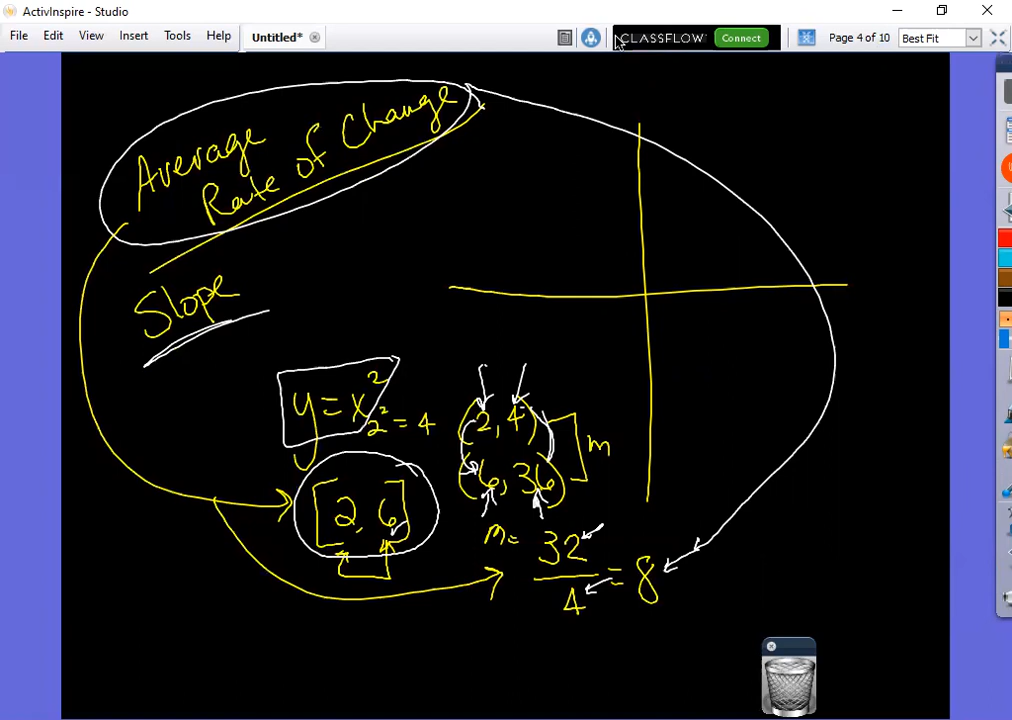 ActivInspire - Studio
File Edit View Insert Tools Help
Untitled*
CLASSFLOW Connect
Page 4 of 10 Best Fit
Average
Rate of Change
Slope
y = x²
2² = 4
(2, 4)
(6, 36)
m
[2, 6]
m = 32/4 = 8